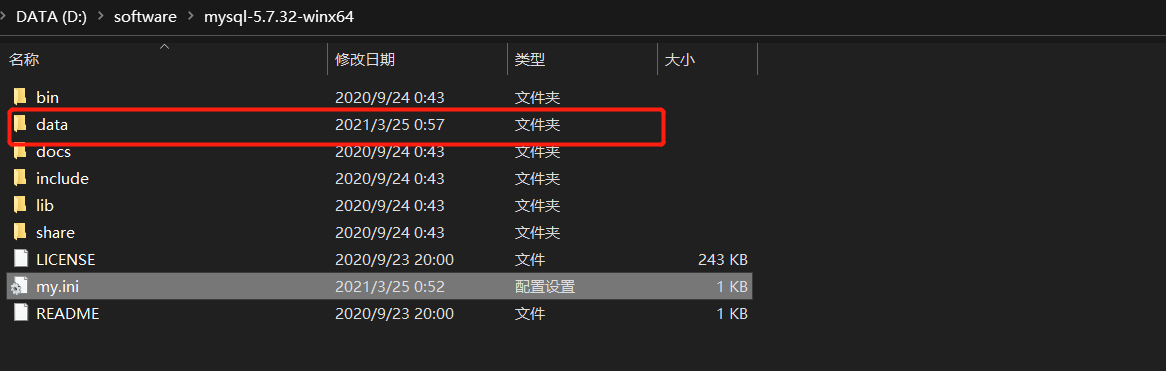 DATA (D:) > software > mysql-5.7.32-winx64
名称 修改日期 类型 大小
bin 2020/9/24 0:43 文件夹
data 2021/3/25 0:57 文件夹
docs 2020/9/24 0:43 文件夹
include 2020/9/24 0:43 文件夹
lib 2020/9/24 0:43 文件夹
share 2020/9/24 0:43 文件夹
LICENSE 2020/9/23 20:00 文件 243 KB
my.ini 2021/3/25 0:52 配置设置 1 KB
README 2020/9/23 20:00 文件 1 KB